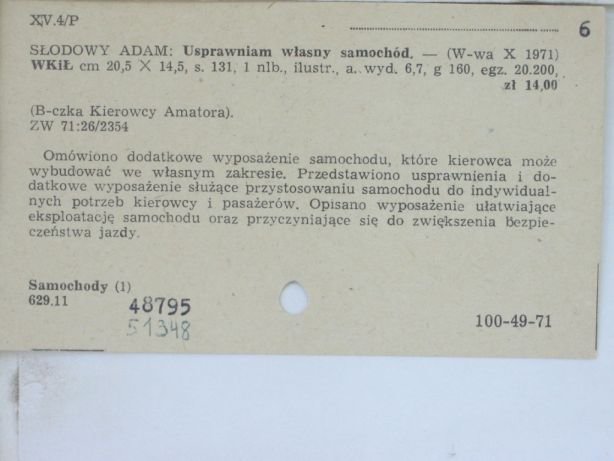 XV.4/P
6
SŁODOWY ADAM: Usprawniam własny samochód. — (W-wa X 1971)
WKiŁ cm 20,5 × 14,5, s. 131, 1 nlb., ilustr., a. wyd. 6,7, g 160, egz. 20.200,
zł 14,00
(B-czka Kierowcy Amatora).
ZW 71:26/2354
Omówiono dodatkowe wyposażenie samochodu, które kierowca może
wybudować we własnym zakresie. Przedstawiono usprawnienia i do-
datkowe wyposażenie służące przystosowaniu samochodu do indywidual-
nych potrzeb kierowcy i pasażerów. Opisano wyposażenie ułatwiające
eksploatację samochodu oraz przyczyniające się do zwiększenia bezpie-
czeństwa jazdy.
Samochody (1)
629.11
48795
51348
100-49-71